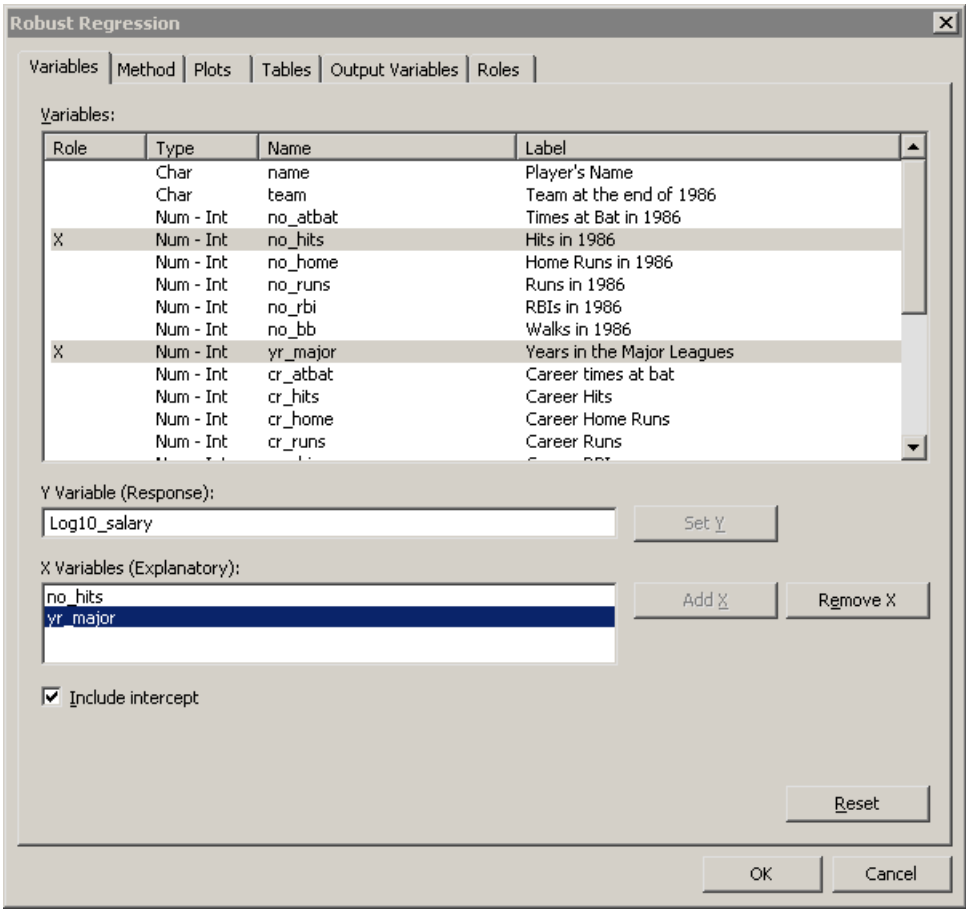 Robust Regression
Variables Method Plots Tables Output Variables Roles
Variables:
Role Type Name Label
Char name Player's Name
Char team Team at the end of 1986
Num - Int no_atbat Times at Bat in 1986
X Num - Int no_hits Hits in 1986
Num - Int no_home Home Runs in 1986
Num - Int no_runs Runs in 1986
Num - Int no_rbi RBIs in 1986
Num - Int no_bb Walks in 1986
X Num - Int yr_major Years in the Major Leagues
Num - Int cr_atbat Career times at bat
Num - Int cr_hits Career Hits
Num - Int cr_home Career Home Runs
Num - Int cr_runs Career Runs
Y Variable (Response):
Log10_salary Set Y
X Variables (Explanatory):
no_hits Add X Remove X
yr_major
Include intercept
Reset
OK Cancel